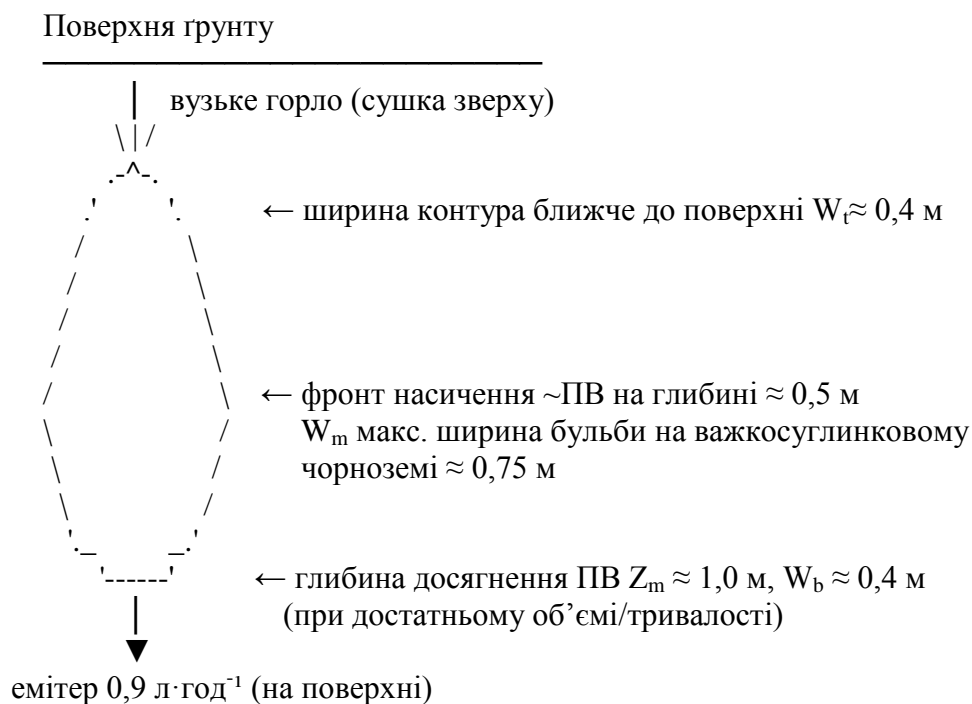 Поверхня ґрунту
вузьке горло (сушка зверху)
← ширина контура ближче до поверхні Wₜ≈ 0,4 м
← фронт насичення ~ПВ на глибині ≈ 0,5 м
Wₘ макс. ширина бульби на важкосуглинковому
чорноземі ≈ 0,75 м
← глибина досягнення ПВ Zₘ ≈ 1,0 м, W_b ≈ 0,4 м
(при достатньому об’ємі/тривалості)
емітер 0,9 л·год⁻¹ (на поверхні)